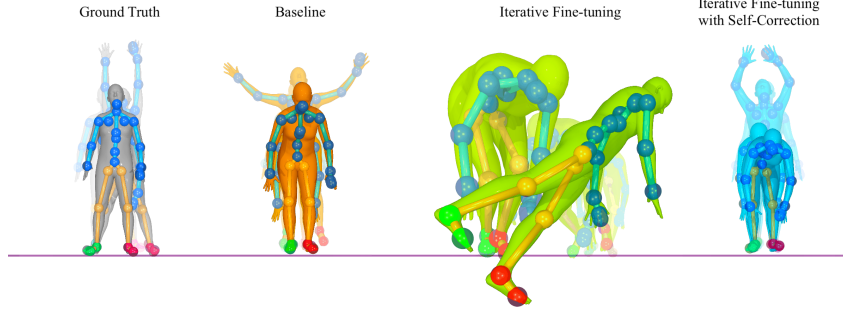 Ground Truth
Baseline
Iterative Fine-tuning
Iterative Fine-tuning
with Self-Correction